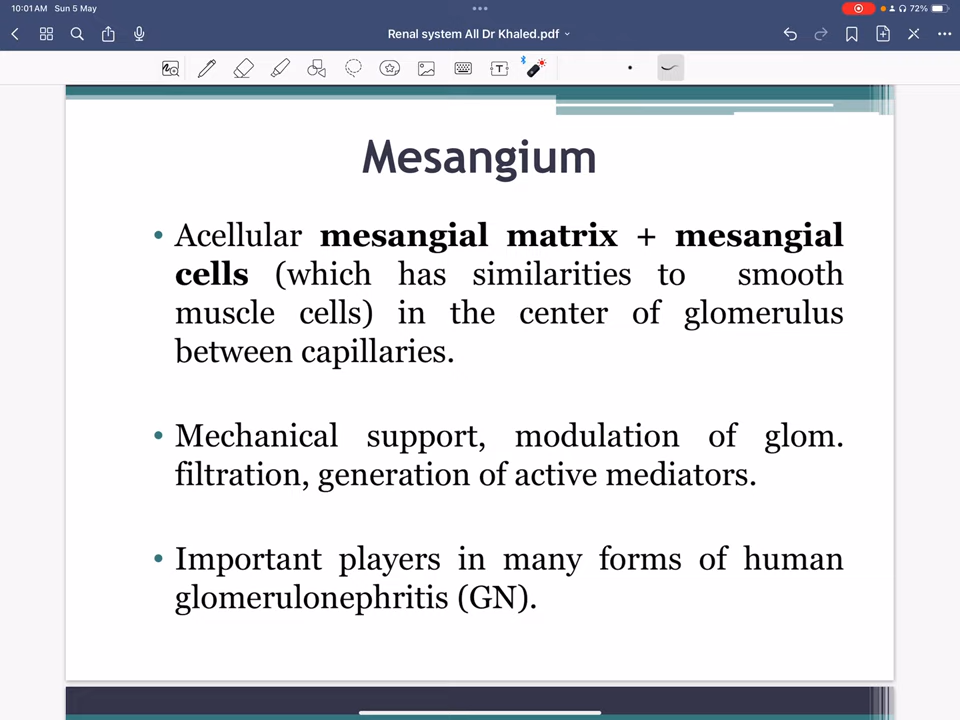 10:01AM Sun 5 May
72%
Renal system All Dr Khaled.pdf
T
Mesangium
• Acellular mesangial matrix + mesangial
cells (which has similarities to smooth
muscle cells) in the center of glomerulus
between capillaries.
• Mechanical support, modulation of glom.
filtration, generation of active mediators.
• Important players in many forms of human
glomerulonephritis (GN).